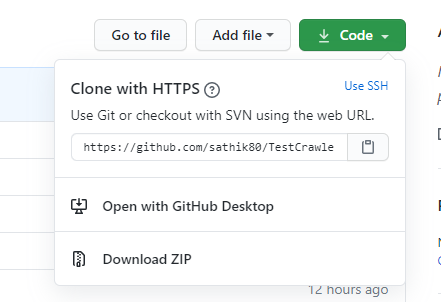 Go to file
Add file
Code
Clone with HTTPS
Use SSH
Use Git or checkout with SVN using the web URL.
https://github.com/sathik80/TestCrawle
Open with GitHub Desktop
Download ZIP
12 hours ago